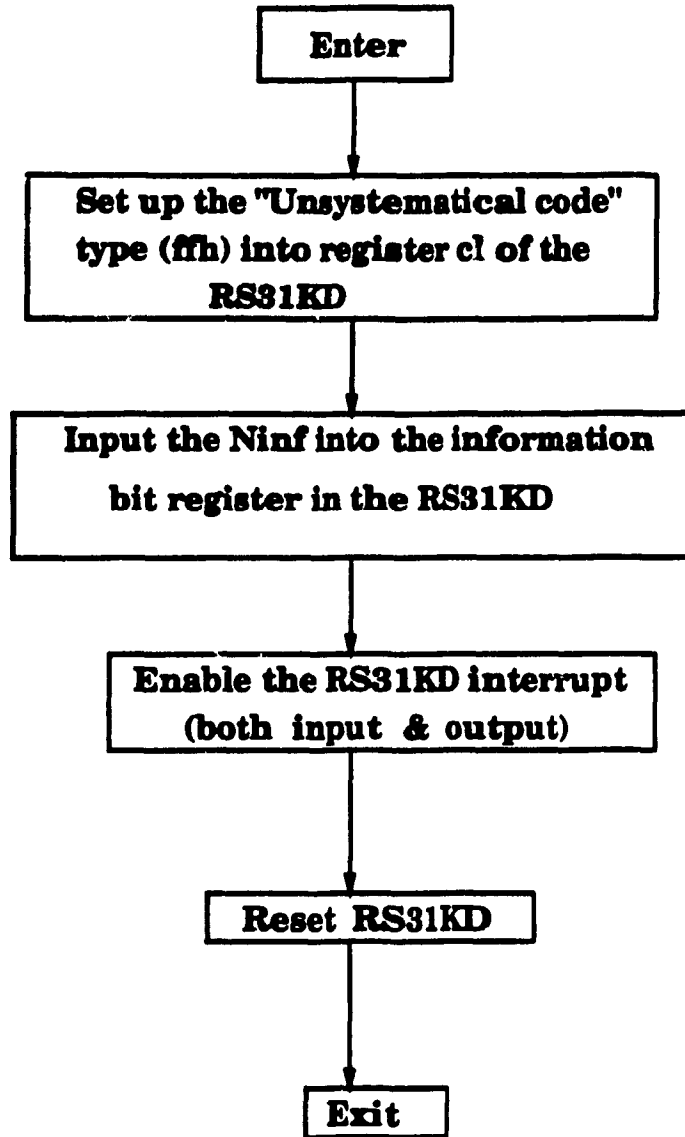 Enter
Set up the "Unsystematical code"
type (ffh) into register cl of the
RS31KD
Input the Ninf into the information
bit register in the RS31KD
Enable the RS31KD interrupt
(both input & output)
Reset RS31KD
Exit